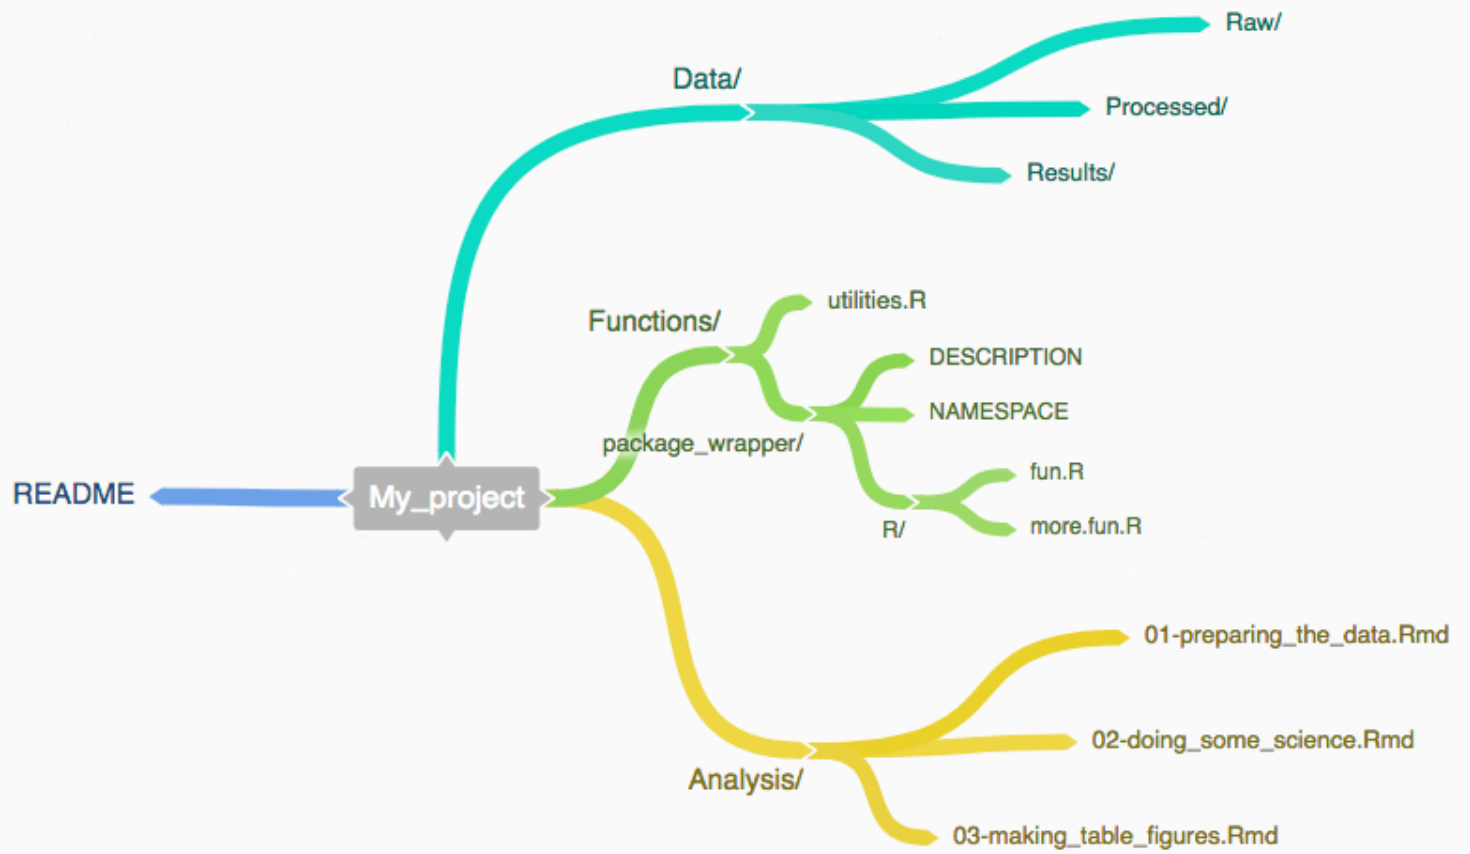 Raw/
Data/
Processed/
Results/
utilities.R
Functions/
DESCRIPTION
NAMESPACE
package_wrapper/
fun.R
README
My_project
more.fun.R
R/
01-preparing_the_data.Rmd
02-doing_some_science.Rmd
Analysis/
03-making_table_figures.Rmd